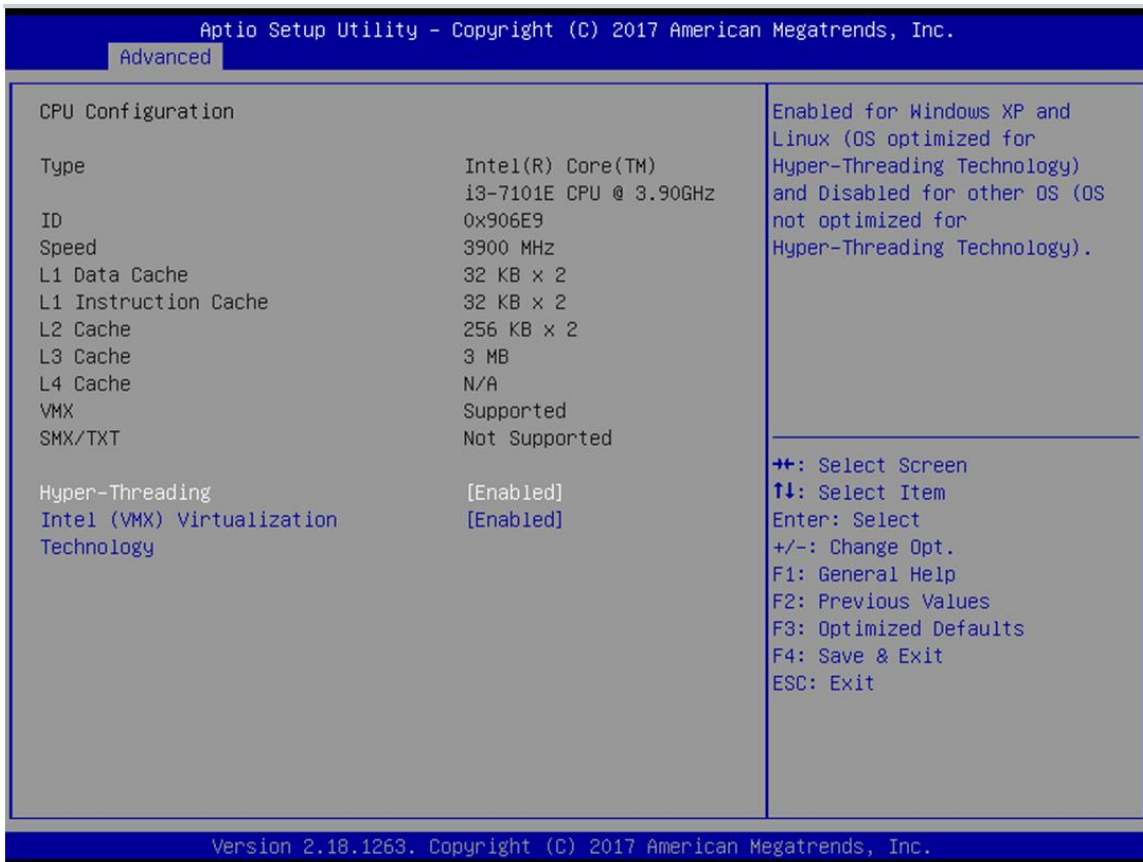 Aptio Setup Utility – Copyright (C) 2017 American Megatrends, Inc.
Advanced
CPU Configuration
Type Intel(R) Core(TM)
i3-7101E CPU @ 3.90GHz
ID 0x906E9
Speed 3900 MHz
L1 Data Cache 32 KB x 2
L1 Instruction Cache 32 KB x 2
L2 Cache 256 KB x 2
L3 Cache 3 MB
L4 Cache N/A
VMX Supported
SMX/TXT Not Supported
Hyper-Threading [Enabled]
Intel (VMX) Virtualization [Enabled]
Technology
Enabled for Windows XP and
Linux (OS optimized for
Hyper-Threading Technology)
and Disabled for other OS (OS
not optimized for
Hyper-Threading Technology).
→←: Select Screen
↑↓: Select Item
Enter: Select
+/-: Change Opt.
F1: General Help
F2: Previous Values
F3: Optimized Defaults
F4: Save & Exit
ESC: Exit
Version 2.18.1263. Copyright (C) 2017 American Megatrends, Inc.